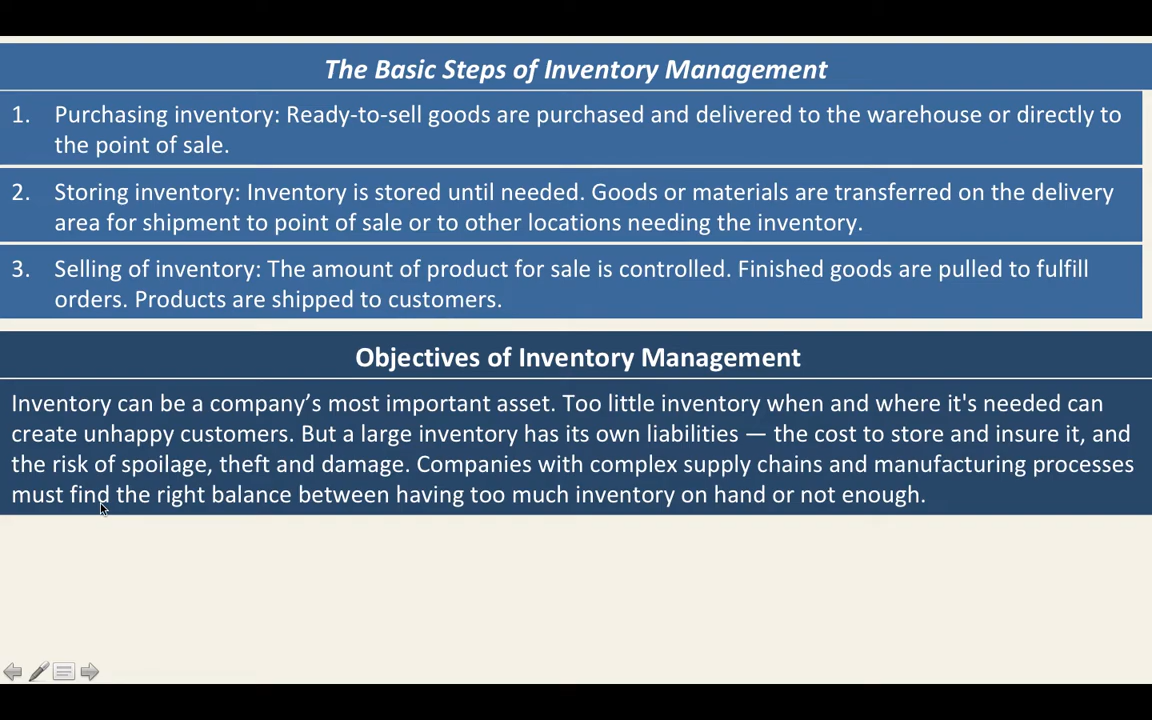 The Basic Steps of Inventory Management
1. Purchasing inventory: Ready-to-sell goods are purchased and delivered to the warehouse or directly to
the point of sale.
2. Storing inventory: Inventory is stored until needed. Goods or materials are transferred on the delivery
area for shipment to point of sale or to other locations needing the inventory.
3. Selling of inventory: The amount of product for sale is controlled. Finished goods are pulled to fulfill
orders. Products are shipped to customers.
Objectives of Inventory Management
Inventory can be a company’s most important asset. Too little inventory when and where it's needed can
create unhappy customers. But a large inventory has its own liabilities — the cost to store and insure it, and
the risk of spoilage, theft and damage. Companies with complex supply chains and manufacturing processes
must find the right balance between having too much inventory on hand or not enough.